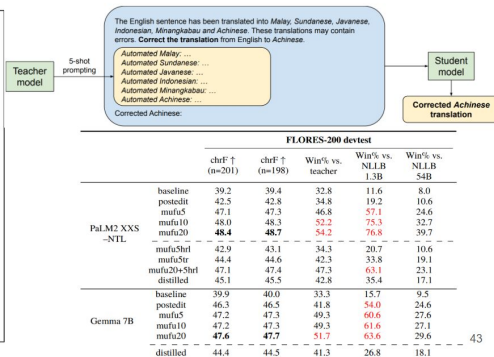 The English sentence has been translated into Malay, Sundanese, Javanese,
Indonesian, Minangkabau and Achinese. These translations may contain
errors. Correct the translation from English to Achinese.
Automated Malay: …
Automated Sundanese: …
Automated Javanese: …
Automated Indonesian: …
Automated Minangkabau: …
Automated Achinese: …
Corrected Achinese:
Teacher
model
5-shot
prompting
Student
model
Corrected Achinese
translation
FLORES-200 devtest
chrF ↑ (n=201) chrF ↑ (n=198) Win% vs. teacher Win% vs. NLLB 1.3B Win% vs. NLLB 54B
PaLM2 XXS –NTL
baseline 39.2 39.4 32.8 11.6 8.0
postedit 42.5 42.8 34.8 19.2 10.6
mufu5 47.1 47.3 46.8 57.1 24.6
mufu10 48.0 48.3 52.2 75.3 32.7
mufu20 48.4 48.7 54.2 76.8 39.7
mufu5hrl 42.9 43.1 34.3 20.7 10.6
mufu5tr 44.4 44.6 42.3 33.8 19.1
mufu20+5hrl 47.1 47.4 47.3 63.1 23.1
distilled 45.1 45.5 42.8 35.4 17.1
Gemma 7B
baseline 39.9 40.0 33.3 15.7 9.5
postedit 46.3 46.5 41.8 54.0 24.6
mufu5 47.2 47.3 49.3 60.6 27.6
mufu10 47.2 47.3 49.3 61.6 27.1
mufu20 47.6 47.7 51.7 63.6 29.6
distilled 44.4 44.5 41.3 26.8 18.1
43